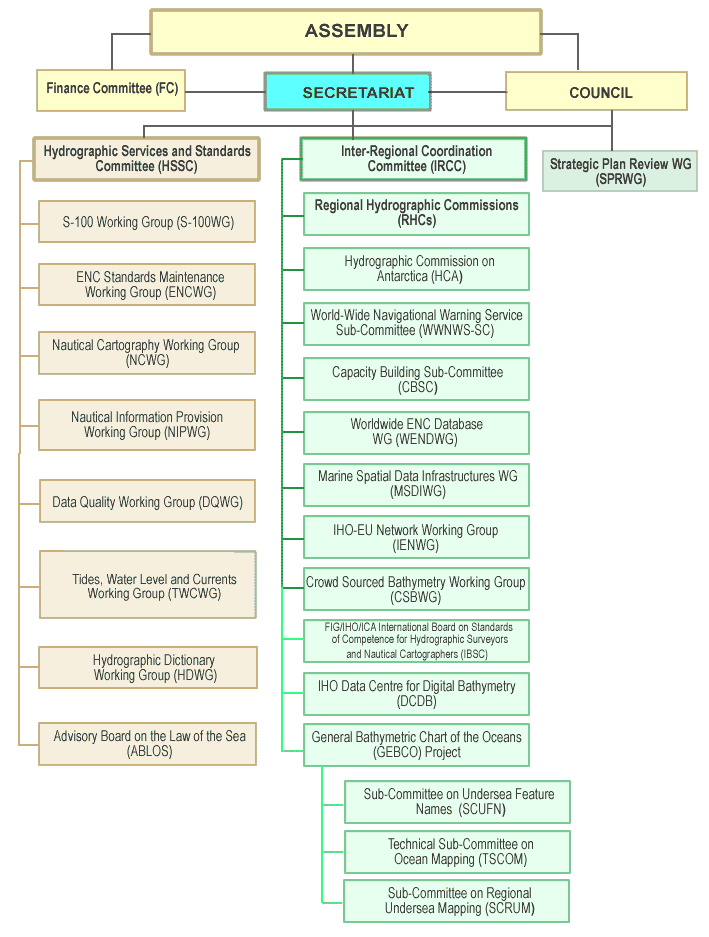 ASSEMBLY
Finance Committee (FC)
SECRETARIAT
COUNCIL
Hydrographic Services and Standards
Committee (HSSC)
S-100 Working Group (S-100WG)
ENC Standards Maintenance
Working Group (ENCWG)
Nautical Cartography Working Group
(NCWG)
Nautical Information Provision
Working Group (NIPWG)
Data Quality Working Group (DQWG)
Tides, Water Level and Currents
Working Group (TWCWG)
Hydrographic Dictionary
Working Group (HDWG)
Advisory Board on the Law of the Sea
(ABLOS)
Inter-Regional Coordination
Committee (IRCC)
Regional Hydrographic Commissions
(RHCs)
Hydrographic Commission on
Antarctica (HCA)
World-Wide Navigational Warning Service
Sub-Committee (WWNWS-SC)
Capacity Building Sub-Committee
(CBSC)
Worldwide ENC Database
WG (WENDWG)
Marine Spatial Data Infrastructures WG
(MSDIWG)
IHO-EU Network Working Group
(IENWG)
Crowd Sourced Bathymetry Working Group
(CSBWG)
FIG/IHO/ICA International Board on Standards
of Competence for Hydrographic Surveyors
and Nautical Cartographers (IBSC)
IHO Data Centre for Digital Bathymetry
(DCDB)
General Bathymetric Chart of the Oceans
(GEBCO) Project
Sub-Committee on Undersea Feature
Names (SCUFN)
Technical Sub-Committee on
Ocean Mapping (TSCOM)
Sub-Committee on Regional
Undersea Mapping (SCRUM)
Strategic Plan Review WG
(SPRWG)